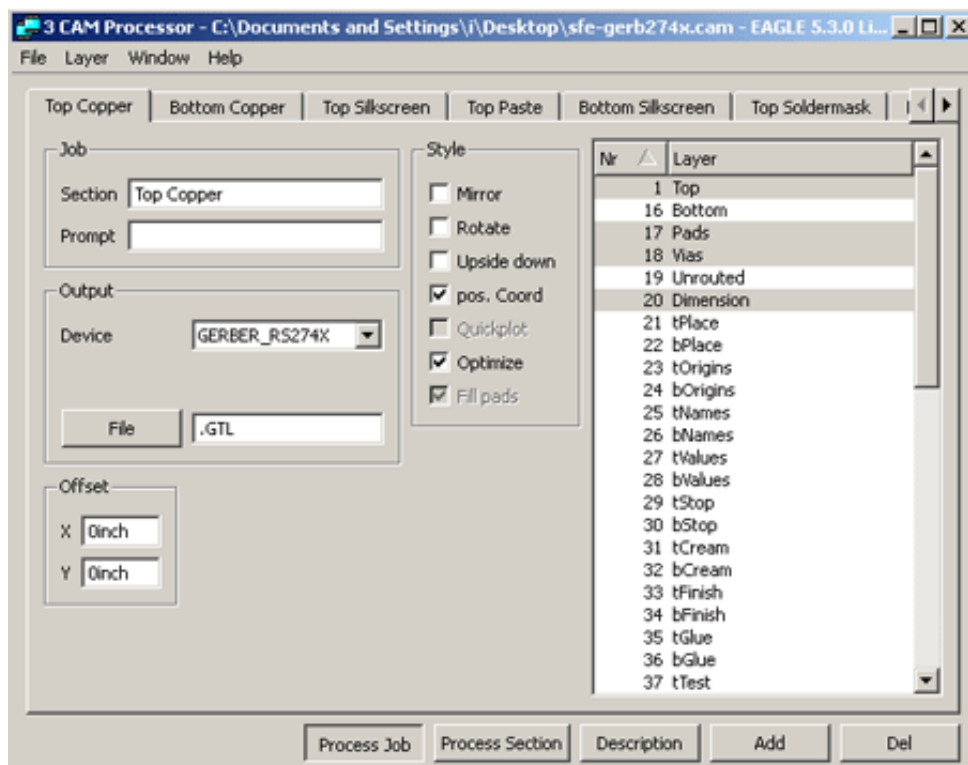 3 CAM Processor - C:\Documents and Settings\i\Desktop\sfe-gerb274x.cam - EAGLE 5.3.0 Li...
File Layer Window Help
Top Copper Bottom Copper Top Silkscreen Top Paste Bottom Silkscreen Top Soldermask
Job
Section Top Copper
Prompt
Output
Device GERBER_RS274X
File .GTL
Offset
X 0inch
Y 0inch
Style
Mirror
Rotate
Upside down
pos. Coord
Quickplot
Optimize
Fill pads
Nr Layer
1 Top
16 Bottom
17 Pads
18 Vias
19 Unrouted
20 Dimension
21 tPlace
22 bPlace
23 tOrigins
24 bOrigins
25 tNames
26 bNames
27 tValues
28 bValues
29 tStop
30 bStop
31 tCream
32 bCream
33 tFinish
34 bFinish
35 tGlue
36 bGlue
37 tTest
Process Job Process Section Description Add Del